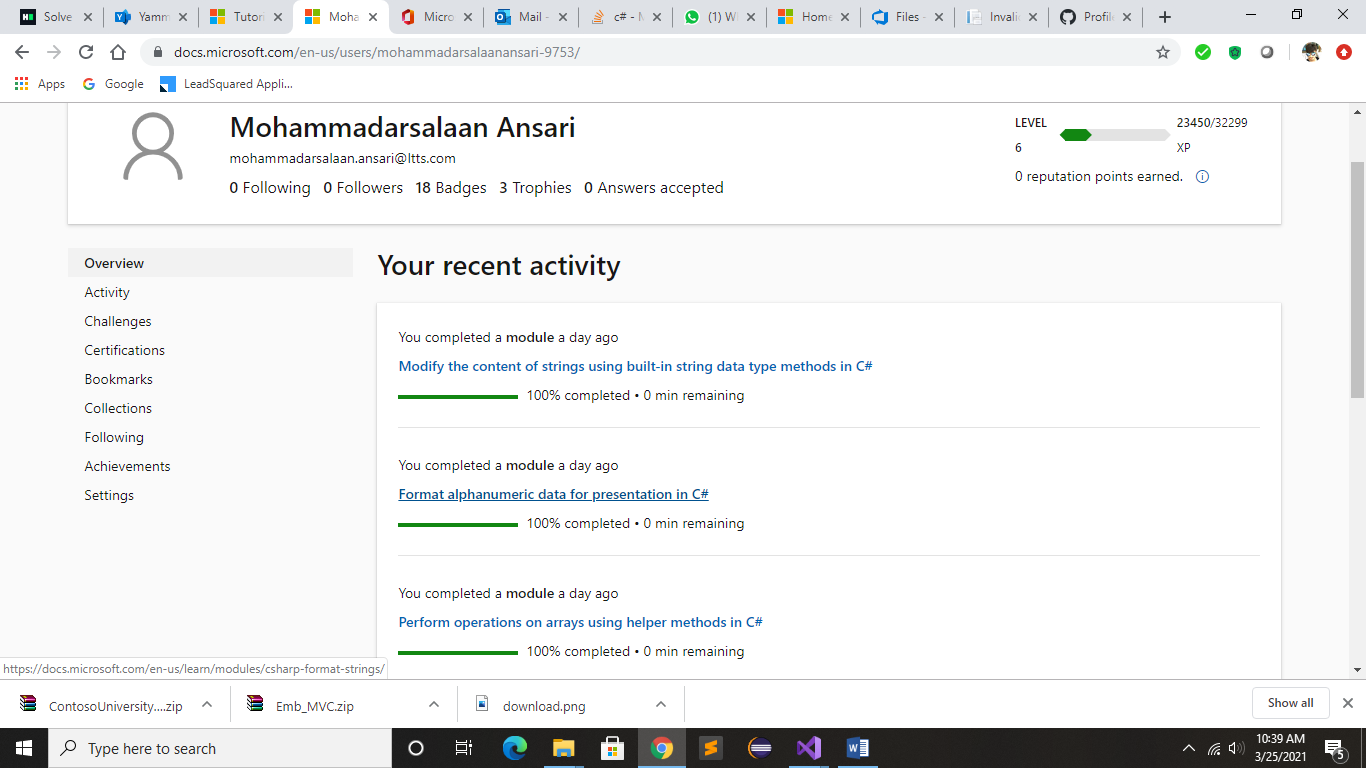 Solve
Yamm
Tutori
Moha
Micro
Mail -
c# - M
(1) W
Home
Files -
Invali
Profile
docs.microsoft.com/en-us/users/mohammadarsalaanansari-9753/
Apps Google LeadSquared Appli...
Mohammadarsalaan Ansari
mohammadarsalaan.ansari@ltts.com
0 Following 0 Followers 18 Badges 3 Trophies 0 Answers accepted
LEVEL
6
23450/32299
XP
0 reputation points earned.
Overview
Activity
Challenges
Certifications
Bookmarks
Collections
Following
Achievements
Settings
Your recent activity
You completed a module a day ago
Modify the content of strings using built-in string data type methods in C#
100% completed • 0 min remaining
You completed a module a day ago
Format alphanumeric data for presentation in C#
100% completed • 0 min remaining
You completed a module a day ago
Perform operations on arrays using helper methods in C#
100% completed • 0 min remaining
https://docs.microsoft.com/en-us/learn/modules/csharp-format-strings/
ContosoUniversity....zip
Emb_MVC.zip
download.png
Show all
Type here to search
10:39 AM
3/25/2021
5